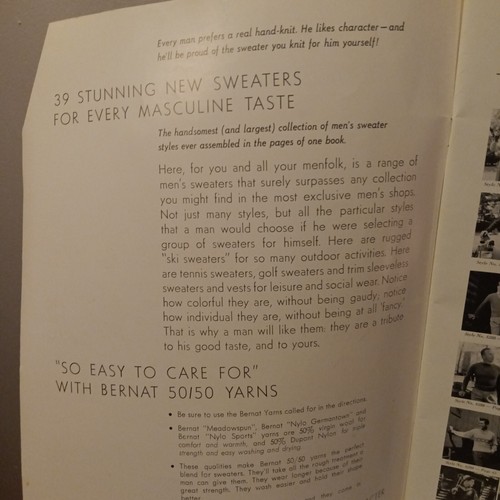 Every man prefers a real hand-knit. He likes character—and
he'll be proud of the sweater you knit for him yourself!
39 STUNNING NEW SWEATERS
FOR EVERY MASCULINE TASTE
The handsomest (and largest) collection of men's sweater
styles ever assembled in the pages of one book.
Here, for you and all your menfolk, is a range of
men's sweaters that surely surpasses any collection
you might find in the most exclusive men's shops.
Not just many styles, but all the particular styles
that a man would choose if he were selecting a
group of sweaters for himself. Here are rugged
"ski sweaters" for so many outdoor activities. Here
are tennis sweaters, golf sweaters and trim sleeveless
sweaters and vests for leisure and social wear. Notice
how colorful they are, without being gaudy; notice
how individual they are, without being at all "fancy."
That is why a man will like them: they are a tribute
to his good taste, and to yours.
"SO EASY TO CARE FOR"
WITH BERNAT 50/50 YARNS
• Be sure to use the Bernat Yarns called for in the directions.
• Bernat "Meadowspun", Bernat "Nylo Germantown" and
Bernat "Nylo Sports" yarns are 50% virgin wool for
comfort and warmth, and 50% Dupont Nylon for
strength and easy washing and drying.
• These qualities make Bernat 50/50 yarns the perfect
blend for sweaters. They'll take all the rough treatment a
man can give them. They wear longer because of their
great strength. They wash easier and hold their shape
better.